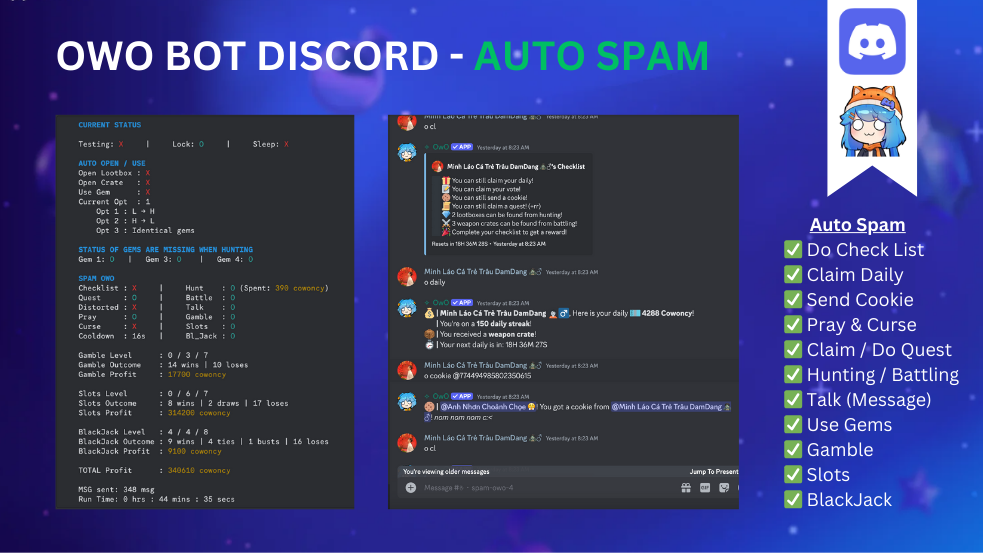 OWO BOT DISCORD - AUTO SPAM
CURRENT STATUS
Testing: X | Lock: O | Sleep: X
AUTO OPEN / USE
Open Lootbox : X
Open Crate : X
Use Gem : X
Current Opt : 1
Opt 1 : L → H
Opt 2 : H → L
Opt 3 : Identical gems
STATUS OF GEMS ARE MISSING WHEN HUNTING
Gem 1: O | Gem 3: O | Gem 4: O
SPAM OWO
Checklist : X | Hunt : O (Spent: 390 cowoncy)
Quest : O | Battle : O
Distorted : X | Talk : O
Pray : O | Gamble : O
Curse : X | Slots : O
Cooldown : 16s | Bl_Jack : O
Gamble Level : 0 / 3 / 7
Gamble Outcome : 14 wins | 10 loses
Gamble Profit : 17700 cowoncy
Slots Level : 0 / 6 / 7
Slots Outcome : 8 wins | 2 draws | 17 loses
Slots Profit : 314200 cowoncy
BlackJack Level : 4 / 4 / 8
BlackJack Outcome : 9 wins | 4 ties | 1 busts | 16 loses
BlackJack Profit : 9100 cowoncy
TOTAL Profit : 340610 cowoncy
MSG sent: 348 msg
Run Time: 0 hrs : 44 mins : 35 secs
Minh Láo Cá Trê Trâu DamDang Yesterday at 8:23 AM
o cl
OwO APP Yesterday at 8:23 AM
Minh Láo Cá Trê Trâu DamDang's Checklist
You can still claim your daily!
You can claim your vote!
You can still send a cookie!
You can still claim a quest! (+rr)
2 lootboxes can be found from hunting!
3 weapon crates can be found from battling!
Complete your checklist to get a reward!
Resets in 18H 36M 28S • Yesterday at 8:23 AM
Minh Láo Cá Trê Trâu DamDang Yesterday at 8:23 AM
o daily
OwO APP Yesterday at 8:23 AM
| Minh Láo Cá Trê Trâu DamDang, Here is your daily 4288 Cowoncy!
| You're on a 150 daily streak!
| You received a weapon crate!
| Your next daily is in: 18H 36M 27S
Minh Láo Cá Trê Trâu DamDang Yesterday at 8:23 AM
o cookie @774494985802350615
OwO APP Yesterday at 8:23 AM
| @Anh Nhơn Choảnh Chọe! You got a cookie from @Minh Láo Cá Trê Trâu DamDang
! nom nom nom c:<
Minh Láo Cá Trê Trâu DamDang Yesterday at 8:23 AM
o cl
You're viewing older messages Jump To Present
Message #6 • spam-owo-4
GIF
Auto Spam
Do Check List
Claim Daily
Send Cookie
Pray & Curse
Claim / Do Quest
Hunting / Battling
Talk (Message)
Use Gems
Gamble
Slots
BlackJack